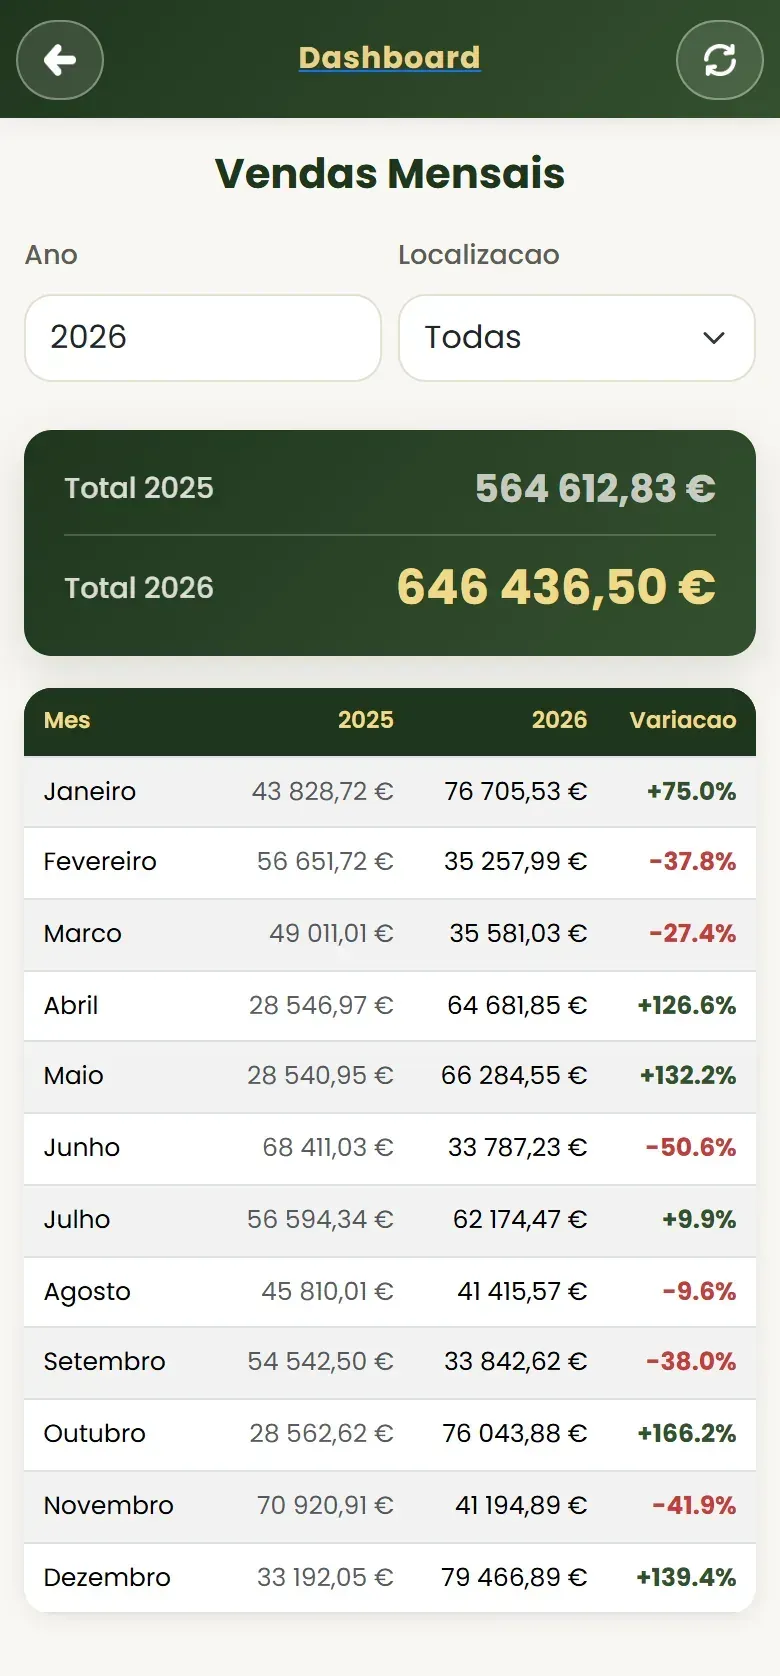 Dashboard
Vendas Mensais
Ano Localizacao
2026 Todas
Total 2025 564 612,83 €
Total 2026 646 436,50 €
Mes 2025 2026 Variacao
Janeiro 43 828,72 € 76 705,53 € +75.0%
Fevereiro 56 651,72 € 35 257,99 € -37.8%
Marco 49 011,01 € 35 581,03 € -27.4%
Abril 28 546,97 € 64 681,85 € +126.6%
Maio 28 540,95 € 66 284,55 € +132.2%
Junho 68 411,03 € 33 787,23 € -50.6%
Julho 56 594,34 € 62 174,47 € +9.9%
Agosto 45 810,01 € 41 415,57 € -9.6%
Setembro 54 542,50 € 33 842,62 € -38.0%
Outubro 28 562,62 € 76 043,88 € +166.2%
Novembro 70 920,91 € 41 194,89 € -41.9%
Dezembro 33 192,05 € 79 466,89 € +139.4%